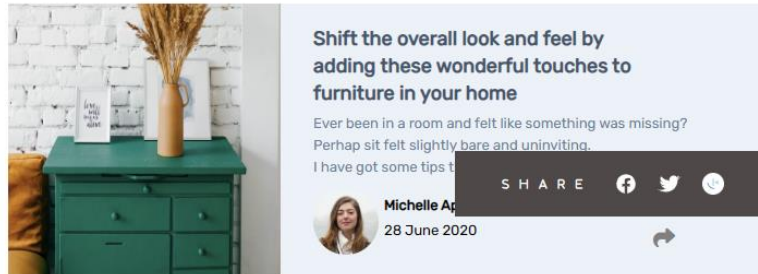 Shift the overall look and feel by
adding these wonderful touches to
furniture in your home
Ever been in a room and felt like something was missing?
Perhap sit felt slightly bare and uninviting.
I have got some tips t
SHARE
Michelle Ap
28 June 2020